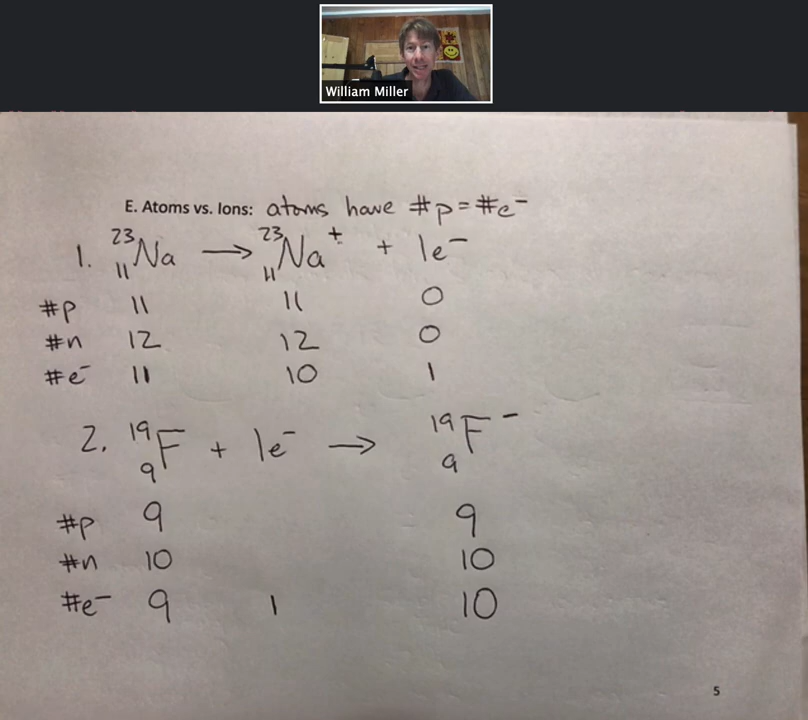 William Miller
E. Atoms vs. Ions: atoms have #p = #e⁻
1. ²³₁₁Na → ²³₁₁Na⁺ + 1e⁻
#p 11 11 0
#n 12 12 0
#e⁻ 11 10 1
2. ¹⁹₉F + 1e⁻ → ¹⁹₉F⁻
#p 9 9
#n 10 10
#e⁻ 9 1 10
5